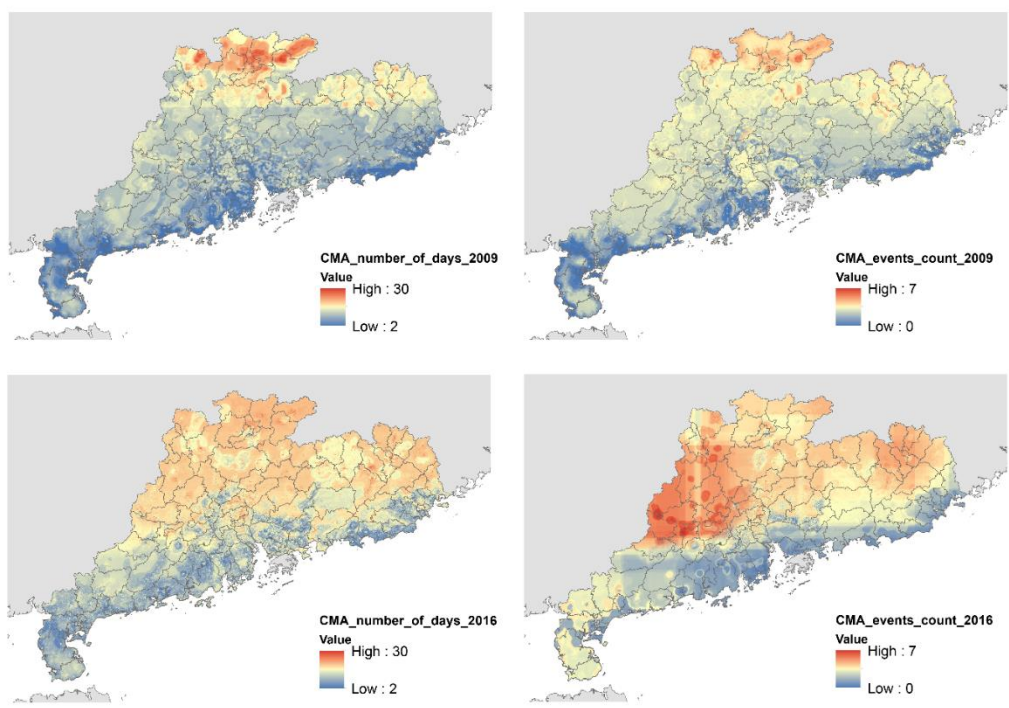 CMA_number_of_days_2009
Value
High : 30
Low : 2
CMA_events_count_2009
Value
High : 7
Low : 0
CMA_number_of_days_2016
Value
High : 30
Low : 2
CMA_events_count_2016
Value
High : 7
Low : 0